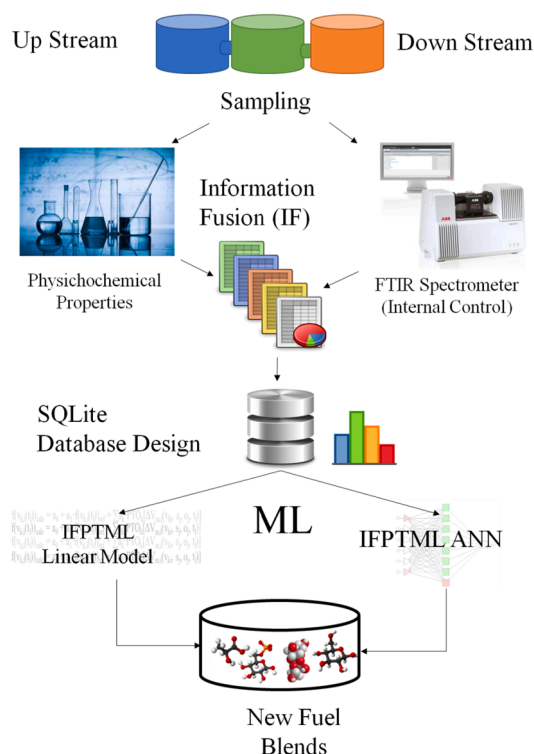 Up Stream
Down Stream
Sampling
Information
Fusion (IF)
ABB
Physichochemical
Properties
FTIR Spectrometer
(Internal Control)
SQLite
Database Design
ML
IFPTML
Linear Model
IFPTML ANN
New Fuel
Blends